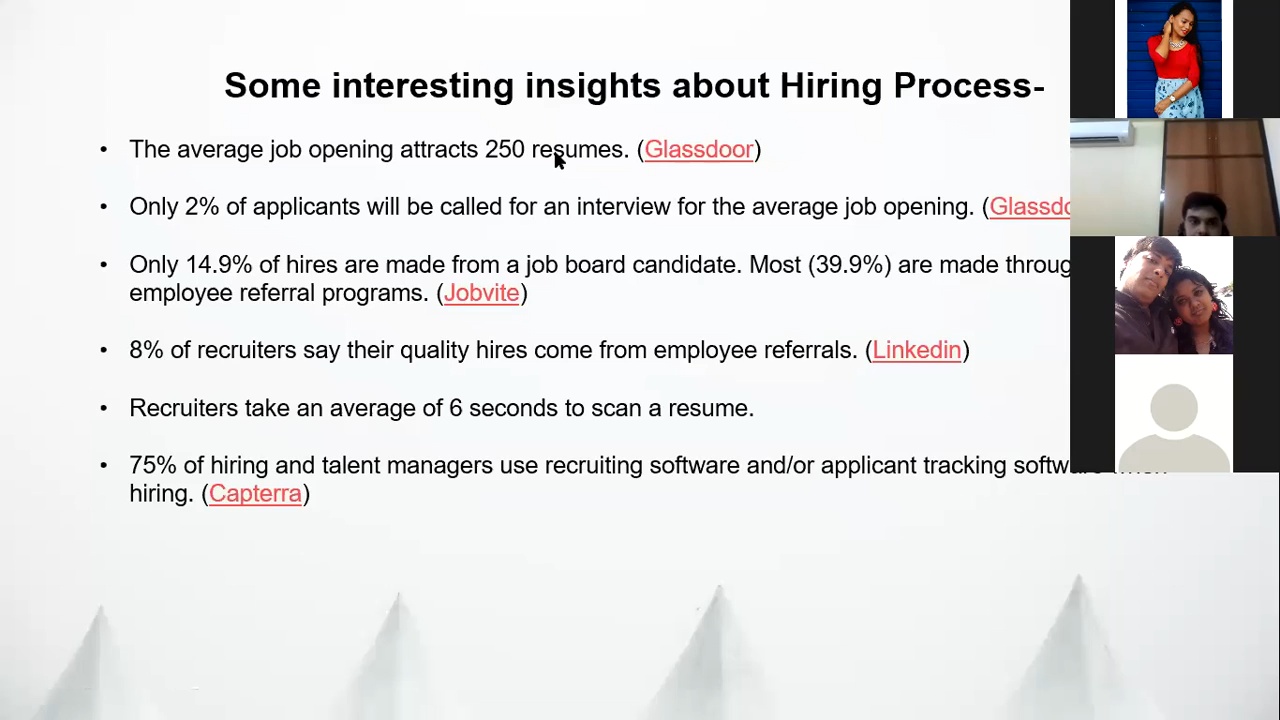 Some interesting insights about Hiring Process-
• The average job opening attracts 250 resumes. (Glassdoor)
• Only 2% of applicants will be called for an interview for the average job opening. (
• Only 14.9% of hires are made from a job board candidate. Most (39.9%) are made
employee referral programs. (Jobvite)
• 8% of recruiters say their quality hires come from employee referrals. (Linkedin)
• Recruiters take an average of 6 seconds to scan a resume.
• 75% of hiring and talent managers use recruiting software and/or applicant tracking
hiring. (Capterra)